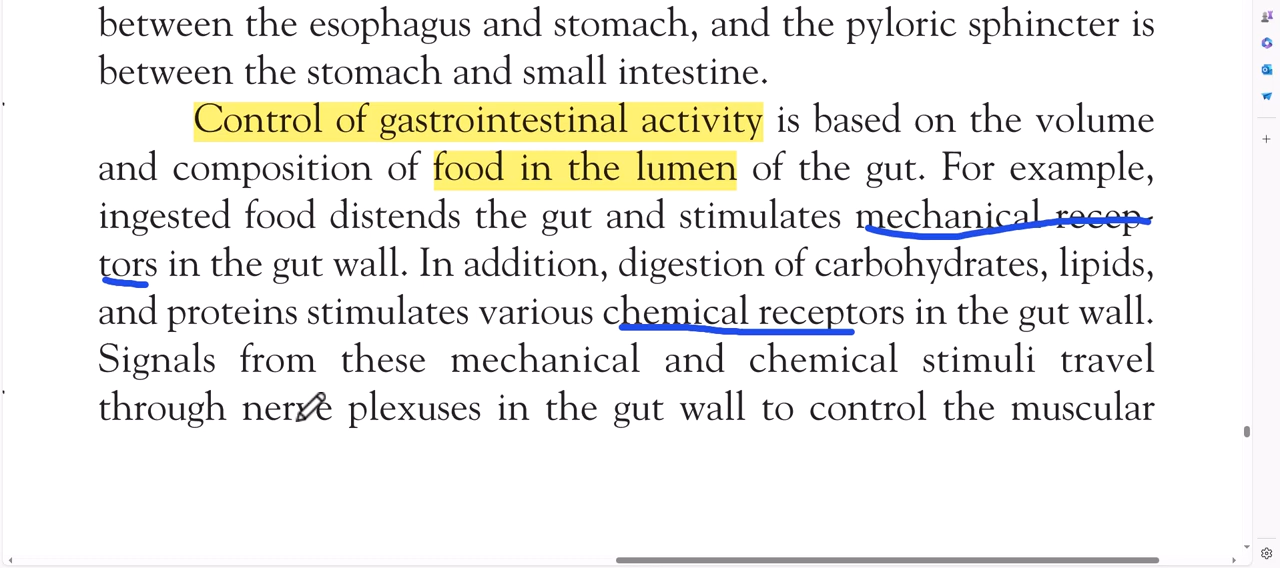 between the esophagus and stomach, and the pyloric sphincter is
between the stomach and small intestine.
Control of gastrointestinal activity is based on the volume
and composition of food in the lumen of the gut. For example,
ingested food distends the gut and stimulates mechanical recep-
tors in the gut wall. In addition, digestion of carbohydrates, lipids,
and proteins stimulates various chemical receptors in the gut wall.
Signals from these mechanical and chemical stimuli travel
through nerve plexuses in the gut wall to control the muscular